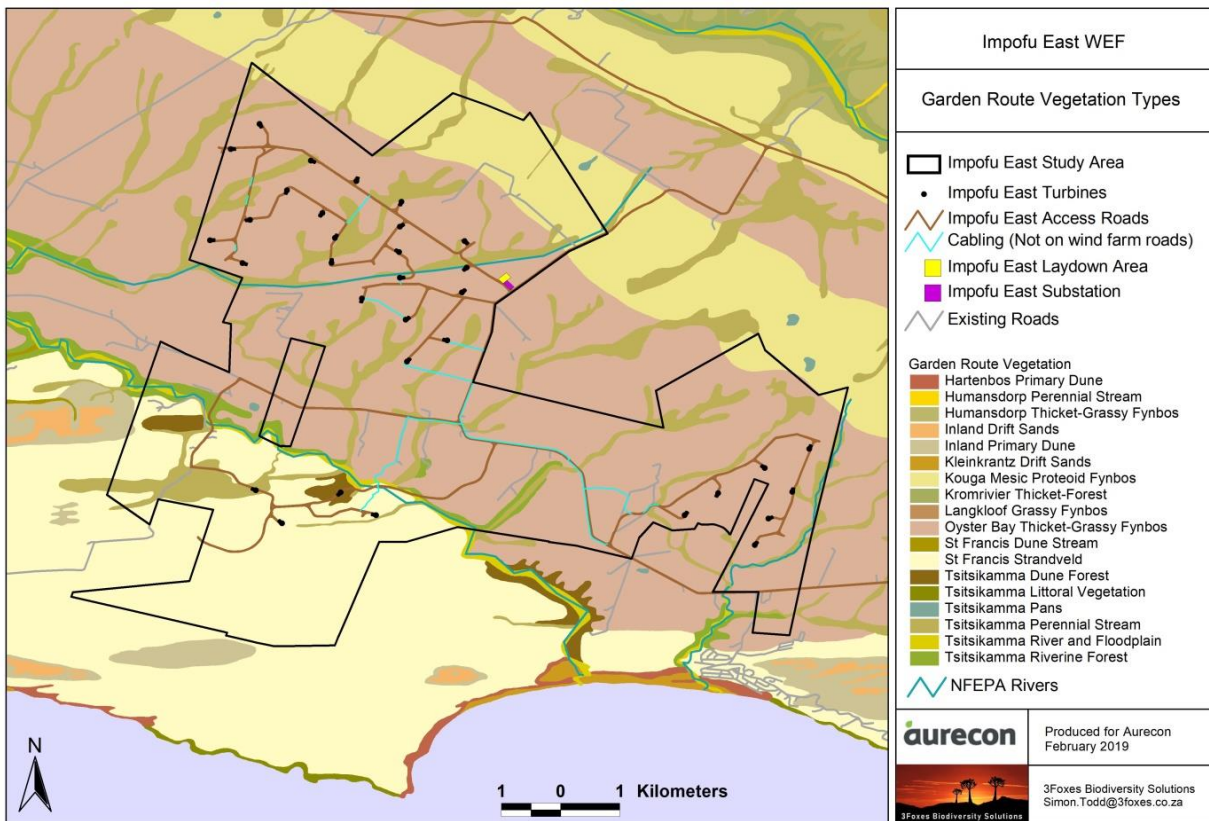 Impofu East WEF
Garden Route Vegetation Types
Impofu East Study Area
Impofu East Turbines
Impofu East Access Roads
Cabling (Not on wind farm roads)
Impofu East Laydown Area
Impofu East Substation
Existing Roads
Garden Route Vegetation
Hartenbos Primary Dune
Humansdorp Perennial Stream
Humansdorp Thicket-Grassy Fynbos
Inland Drift Sands
Inland Primary Dune
Kleinkrantz Drift Sands
Kouga Mesic Proteoid Fynbos
Kromrivier Thicket-Forest
Langkloof Grassy Fynbos
Oyster Bay Thicket-Grassy Fynbos
St Francis Dune Stream
St Francis Strandveld
Tsitsikamma Dune Forest
Tsitsikamma Littoral Vegetation
Tsitsikamma Pans
Tsitsikamma Perennial Stream
Tsitsikamma River and Floodplain
Tsitsikamma Riverine Forest
NFEPA Rivers
aurecon
Produced for Aurecon
February 2019
3Foxes Biodiversity Solutions
3Foxes Biodiversity Solutions
Simon.Todd@3foxes.co.za
N
1 0 1 Kilometers